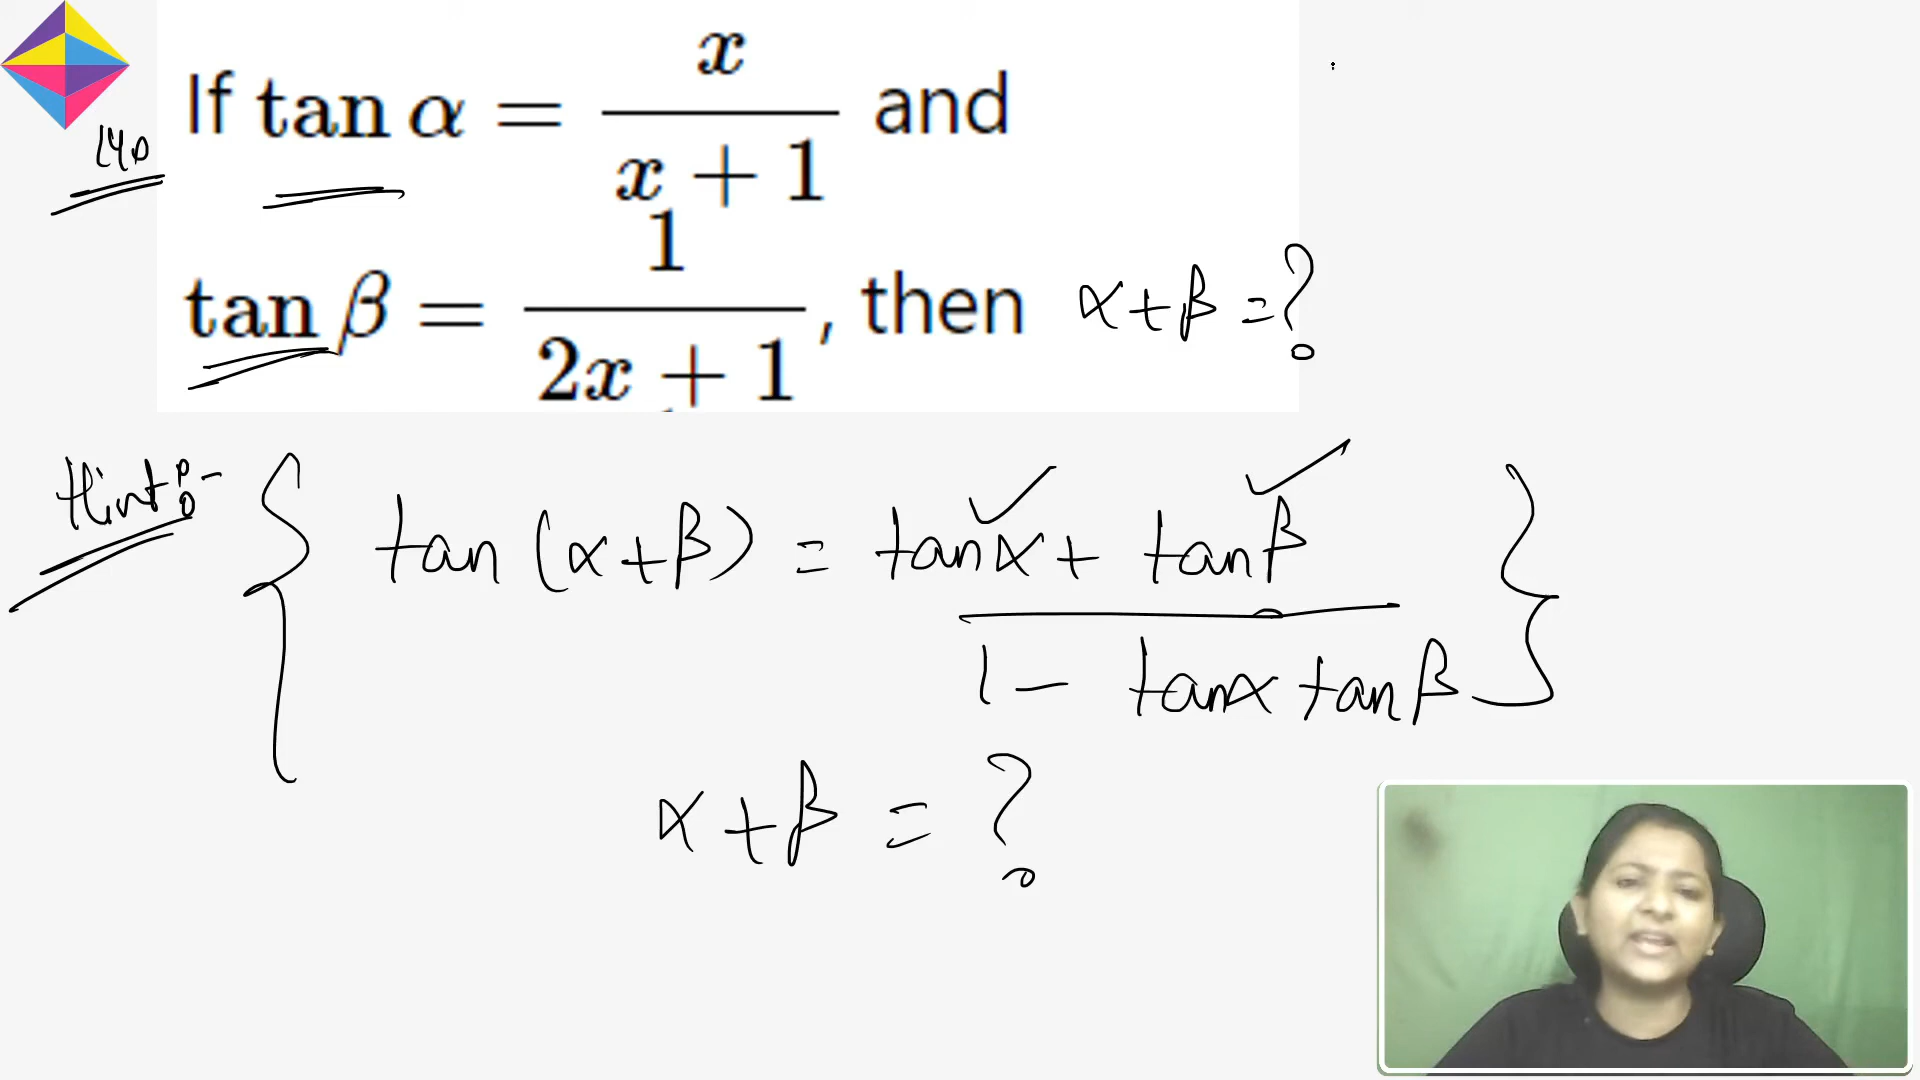 If tan α = x / (x + 1) and
140
tan β = 1 / (2x + 1), then α+β = ?
Hint:- { tan (α+β) = (tanα + tanβ) / (1 - tanα tanβ) }
α+β = ?